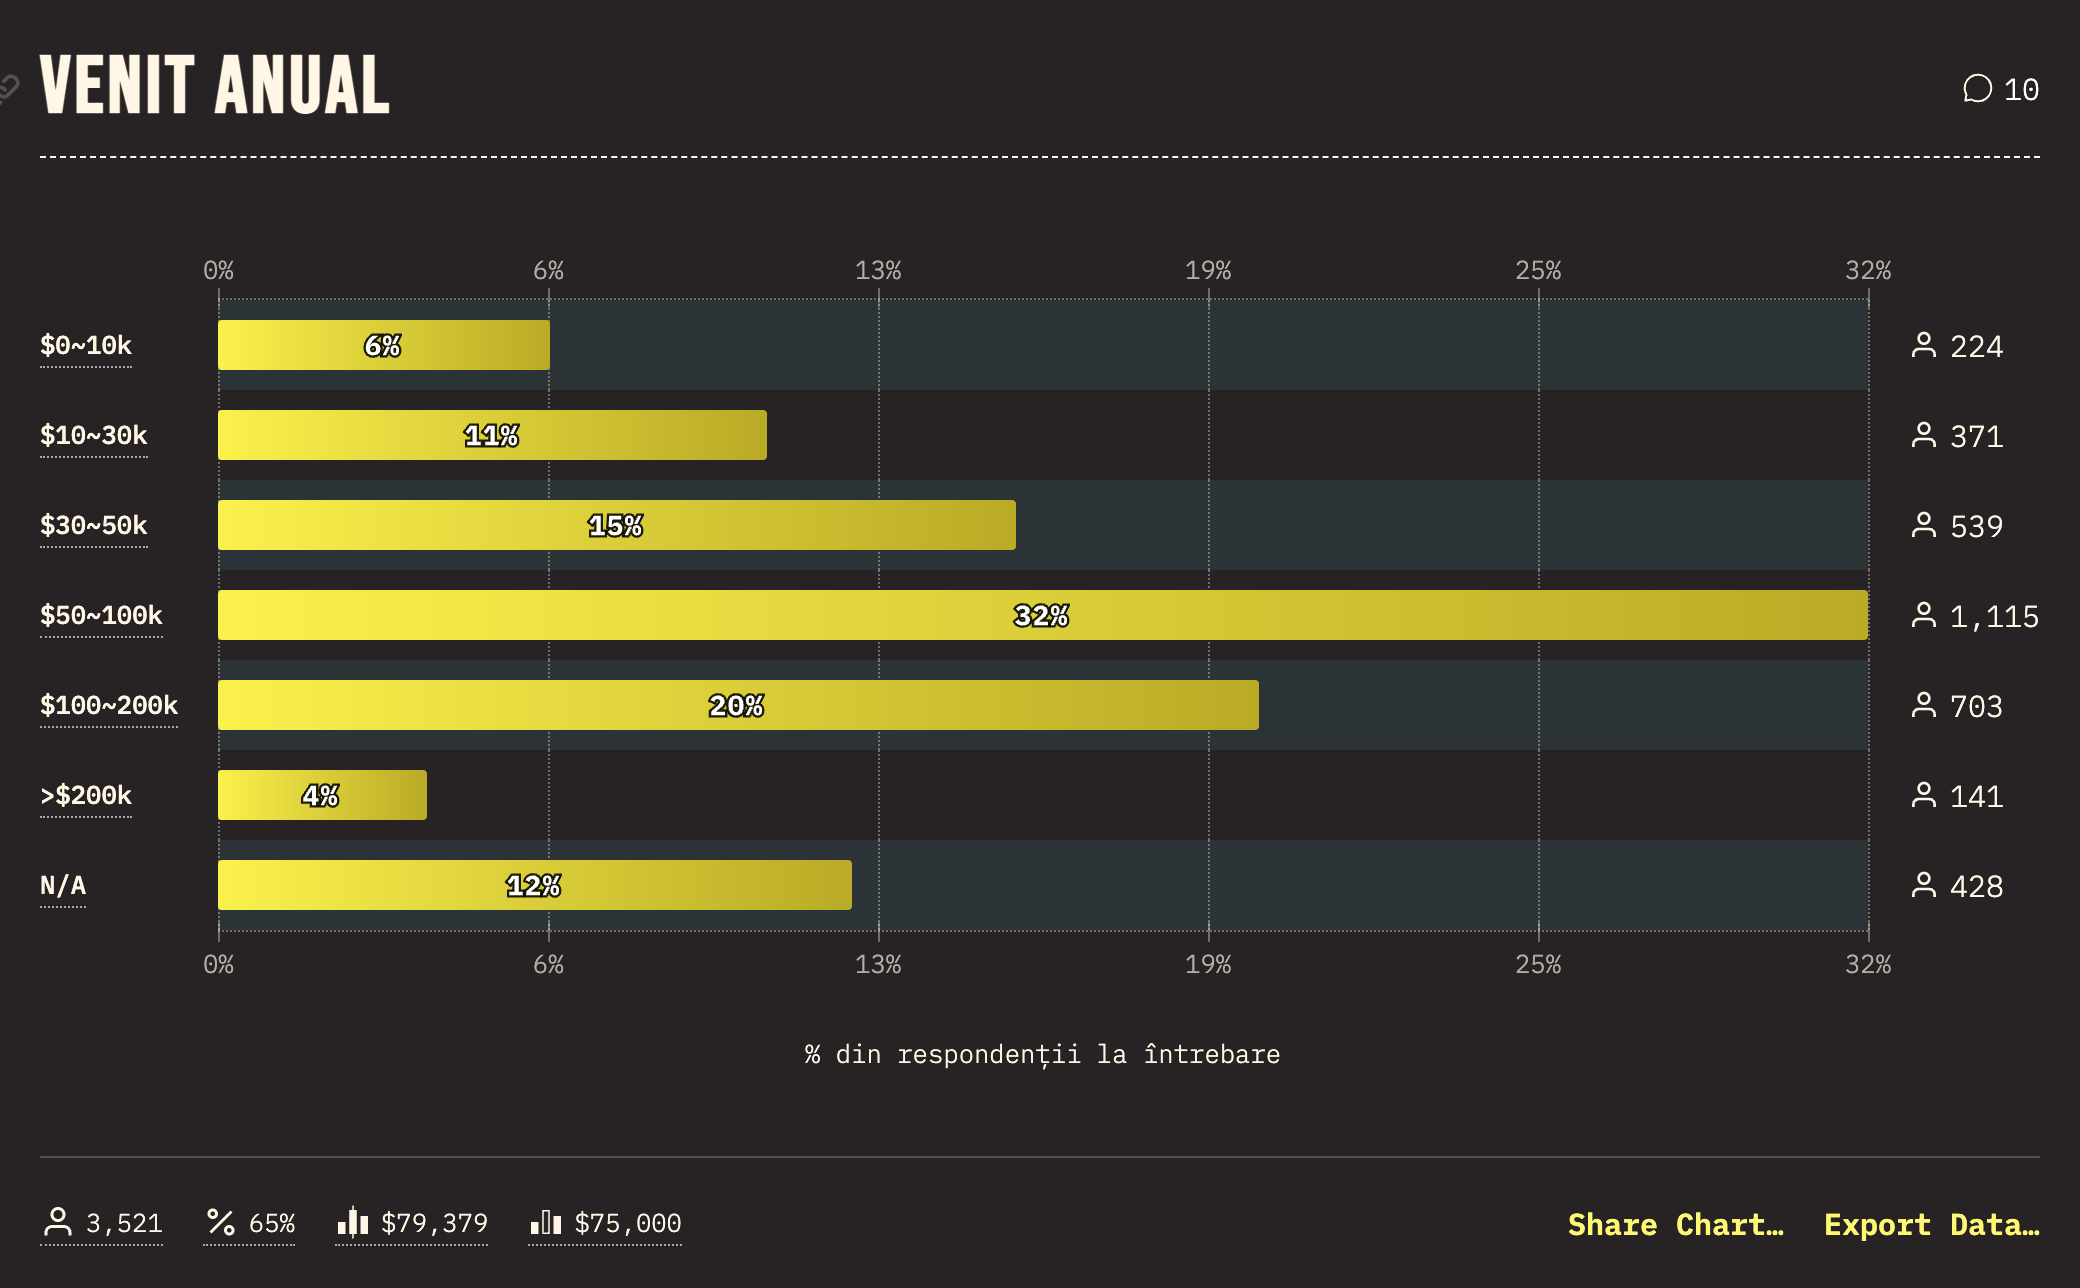 VENIT ANUAL
10
0% 6% 13% 19% 25% 32%
$0~10k 6% 224
$10~30k 11% 371
$30~50k 15% 539
$50~100k 32% 1,115
$100~200k 20% 703
>$200k 4% 141
N/A 12% 428
0% 6% 13% 19% 25% 32%
% din respondenții la întrebare
3,521 65% $79,379 $75,000 Share Chart… Export Data…